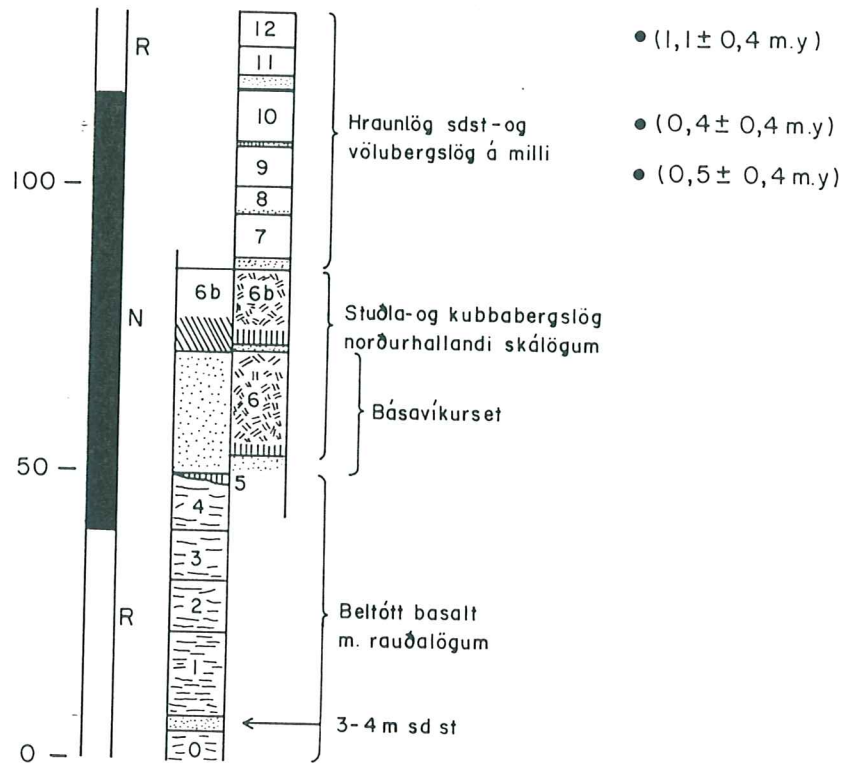 R
12
11
10
9
8
7
100
N
6b
6b
6
50
5
4
3
2
1
0
R
0
Hraunlög sdst-og
völubergslög á milli
Stuðla-og kubbabergslög
norðurhallandi skálögum
Básavíkurset
Beltótt basalt
m. rauðalögum
3-4 m sd st
(1,1 ± 0,4 m.y)
(0,4 ± 0,4 m.y)
(0,5 ± 0,4 m.y)